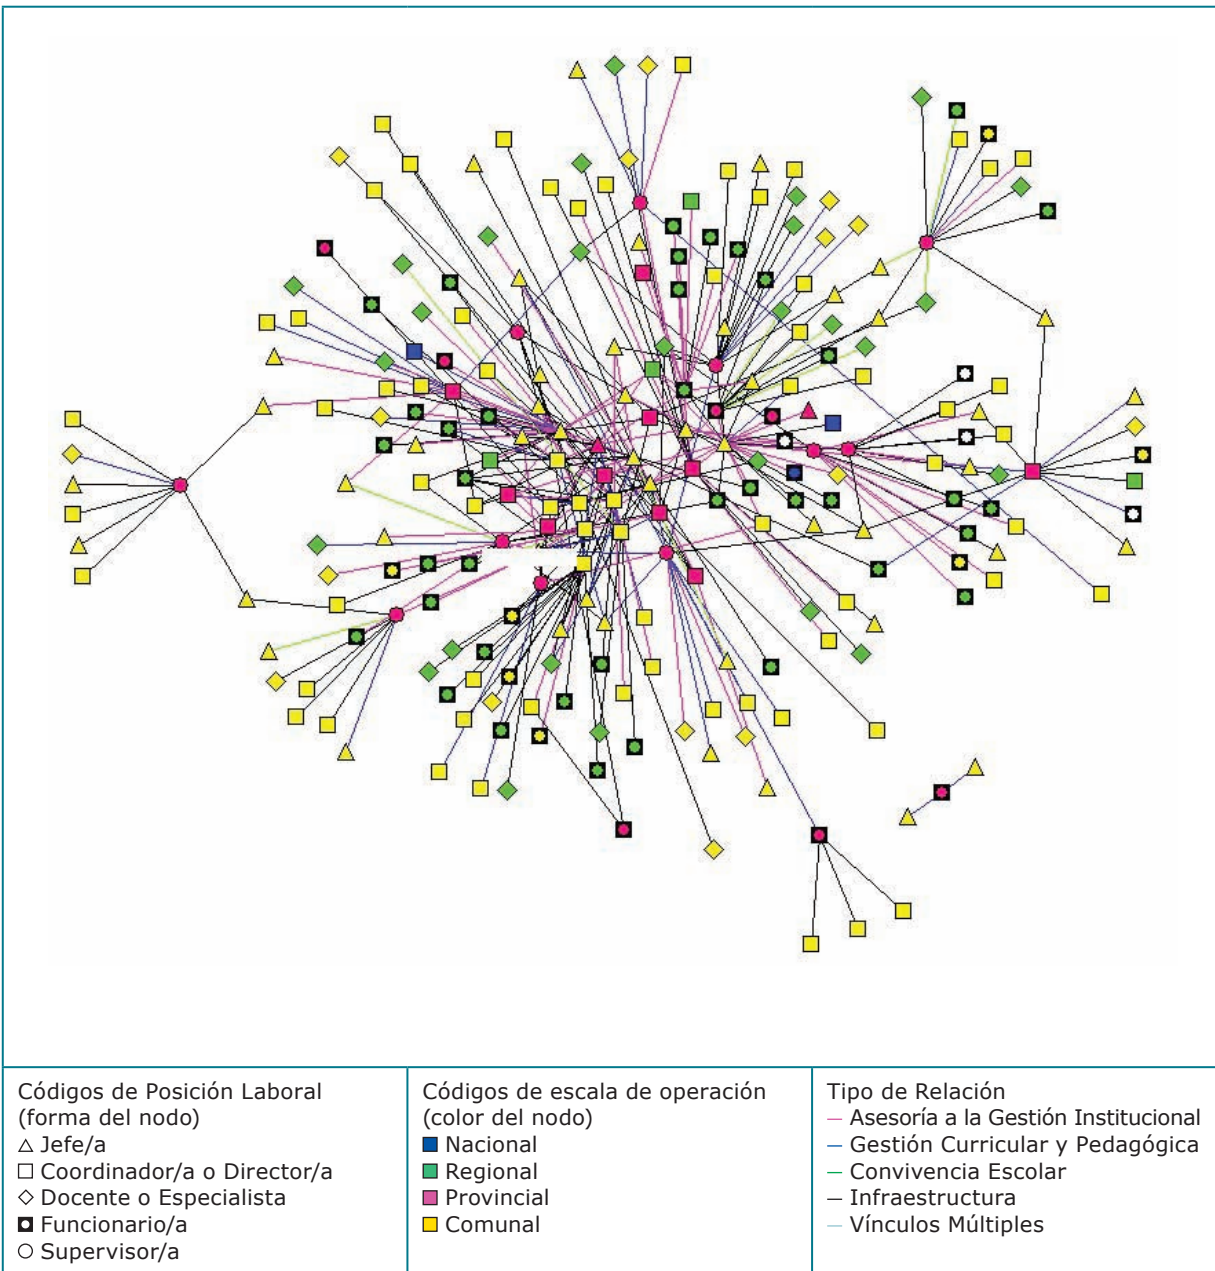 Códigos de Posición Laboral
(forma del nodo)
Jefe/a
Coordinador/a o Director/a
Docente o Especialista
Funcionario/a
Supervisor/a
Códigos de escala de operación
(color del nodo)
Nacional
Regional
Provincial
Comunal
Tipo de Relación
Asesoría a la Gestión Institucional
Gestión Curricular y Pedagógica
Convivencia Escolar
Infraestructura
Vínculos Múltiples